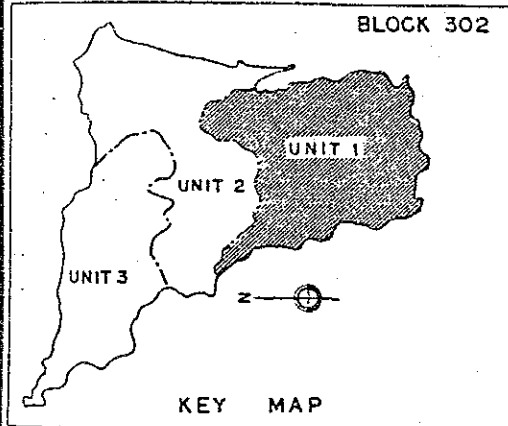 BLOCK 302
UNIT 1
UNIT 2
UNIT 3
N
KEY MAP